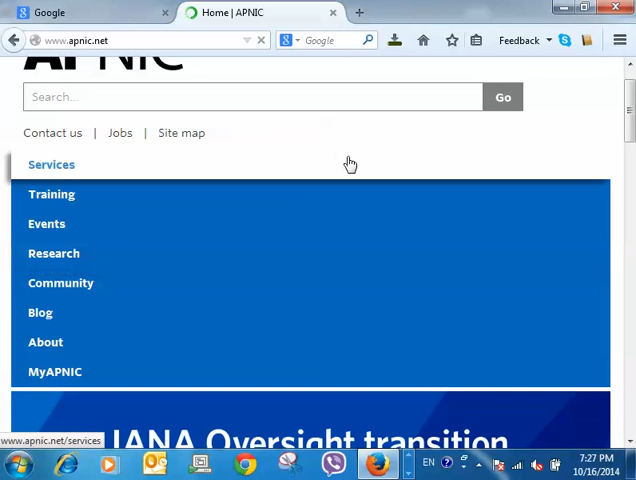 Google
Home | APNIC
www.apnic.net
Google
Feedback
APNIC
Search...
Go
Contact us | Jobs | Site map
Services
Training
Events
Research
Community
Blog
About
MyAPNIC
IANA Oversight transition
www.apnic.net/services
EN
7:27 PM
10/16/2014